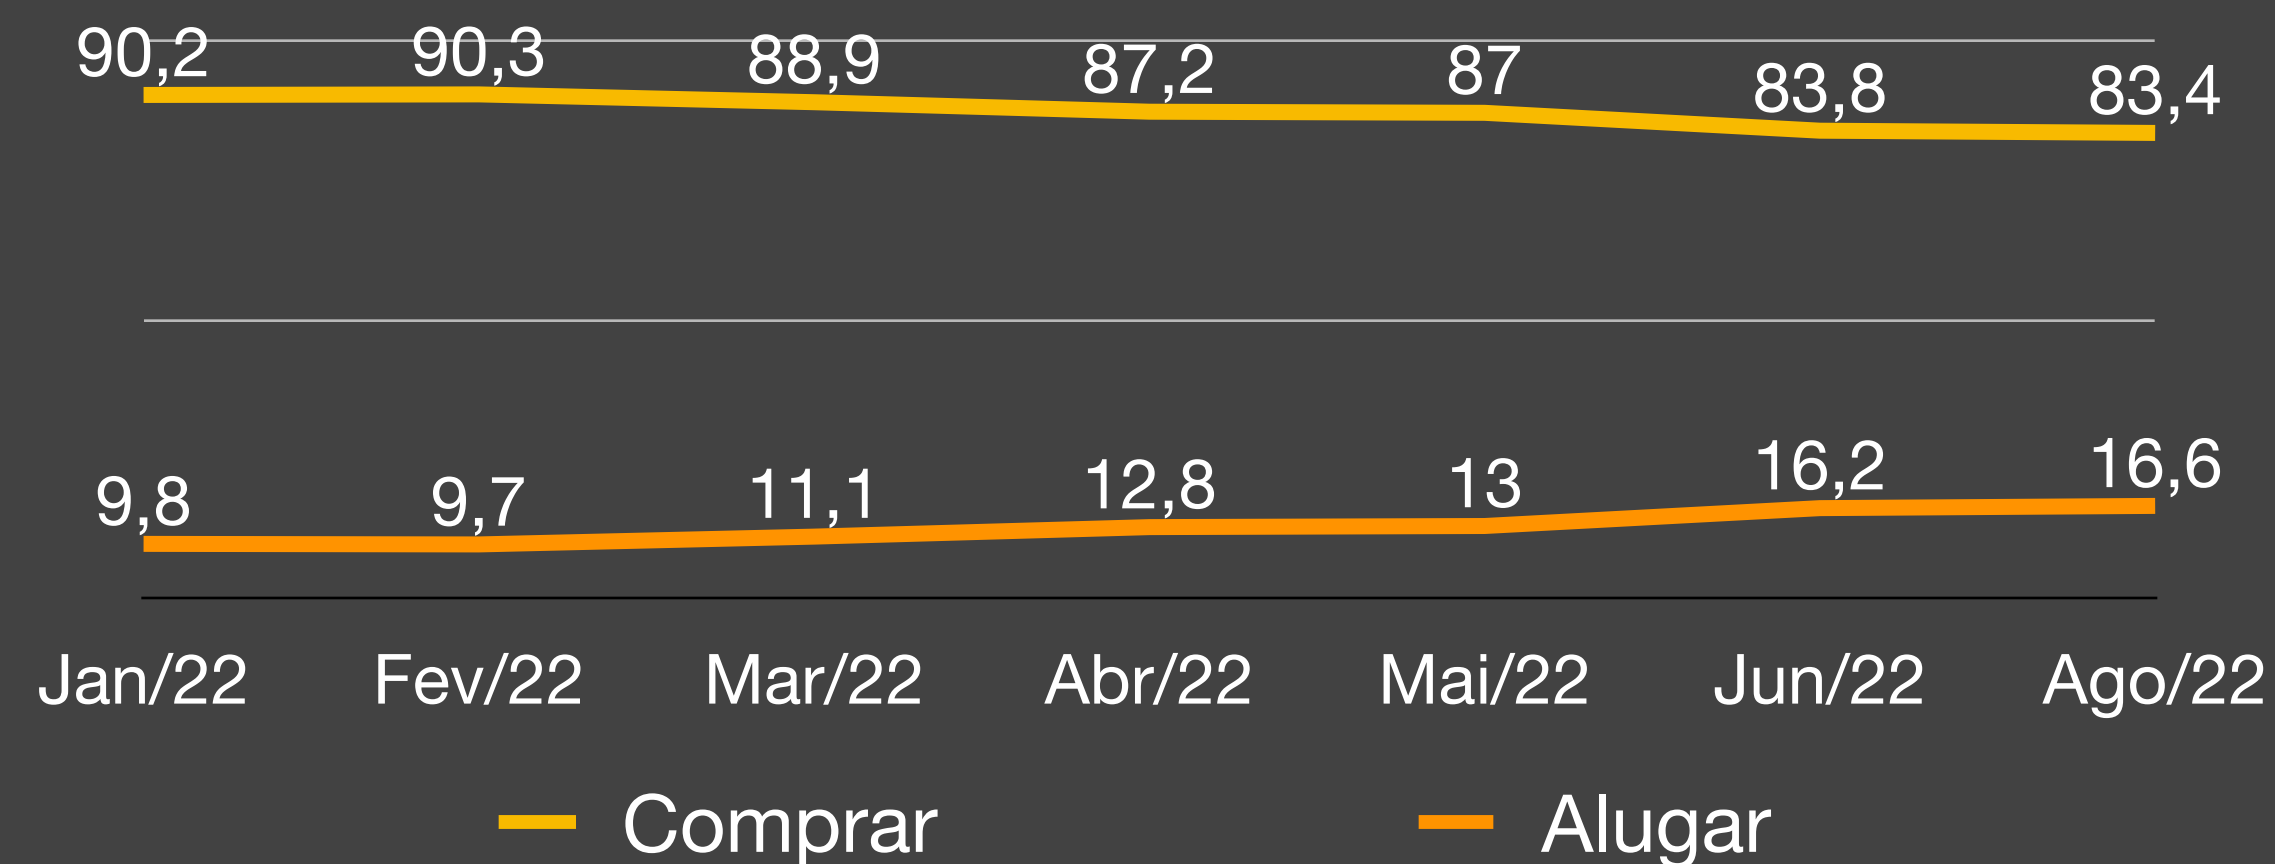 90,2 90,3 88,9 87,2 87 83,8 83,4
9,8 9,7 11,1 12,8 13 16,2 16,6
Jan/22 Fev/22 Mar/22 Abr/22 Mai/22 Jun/22 Ago/22
Comprar Alugar